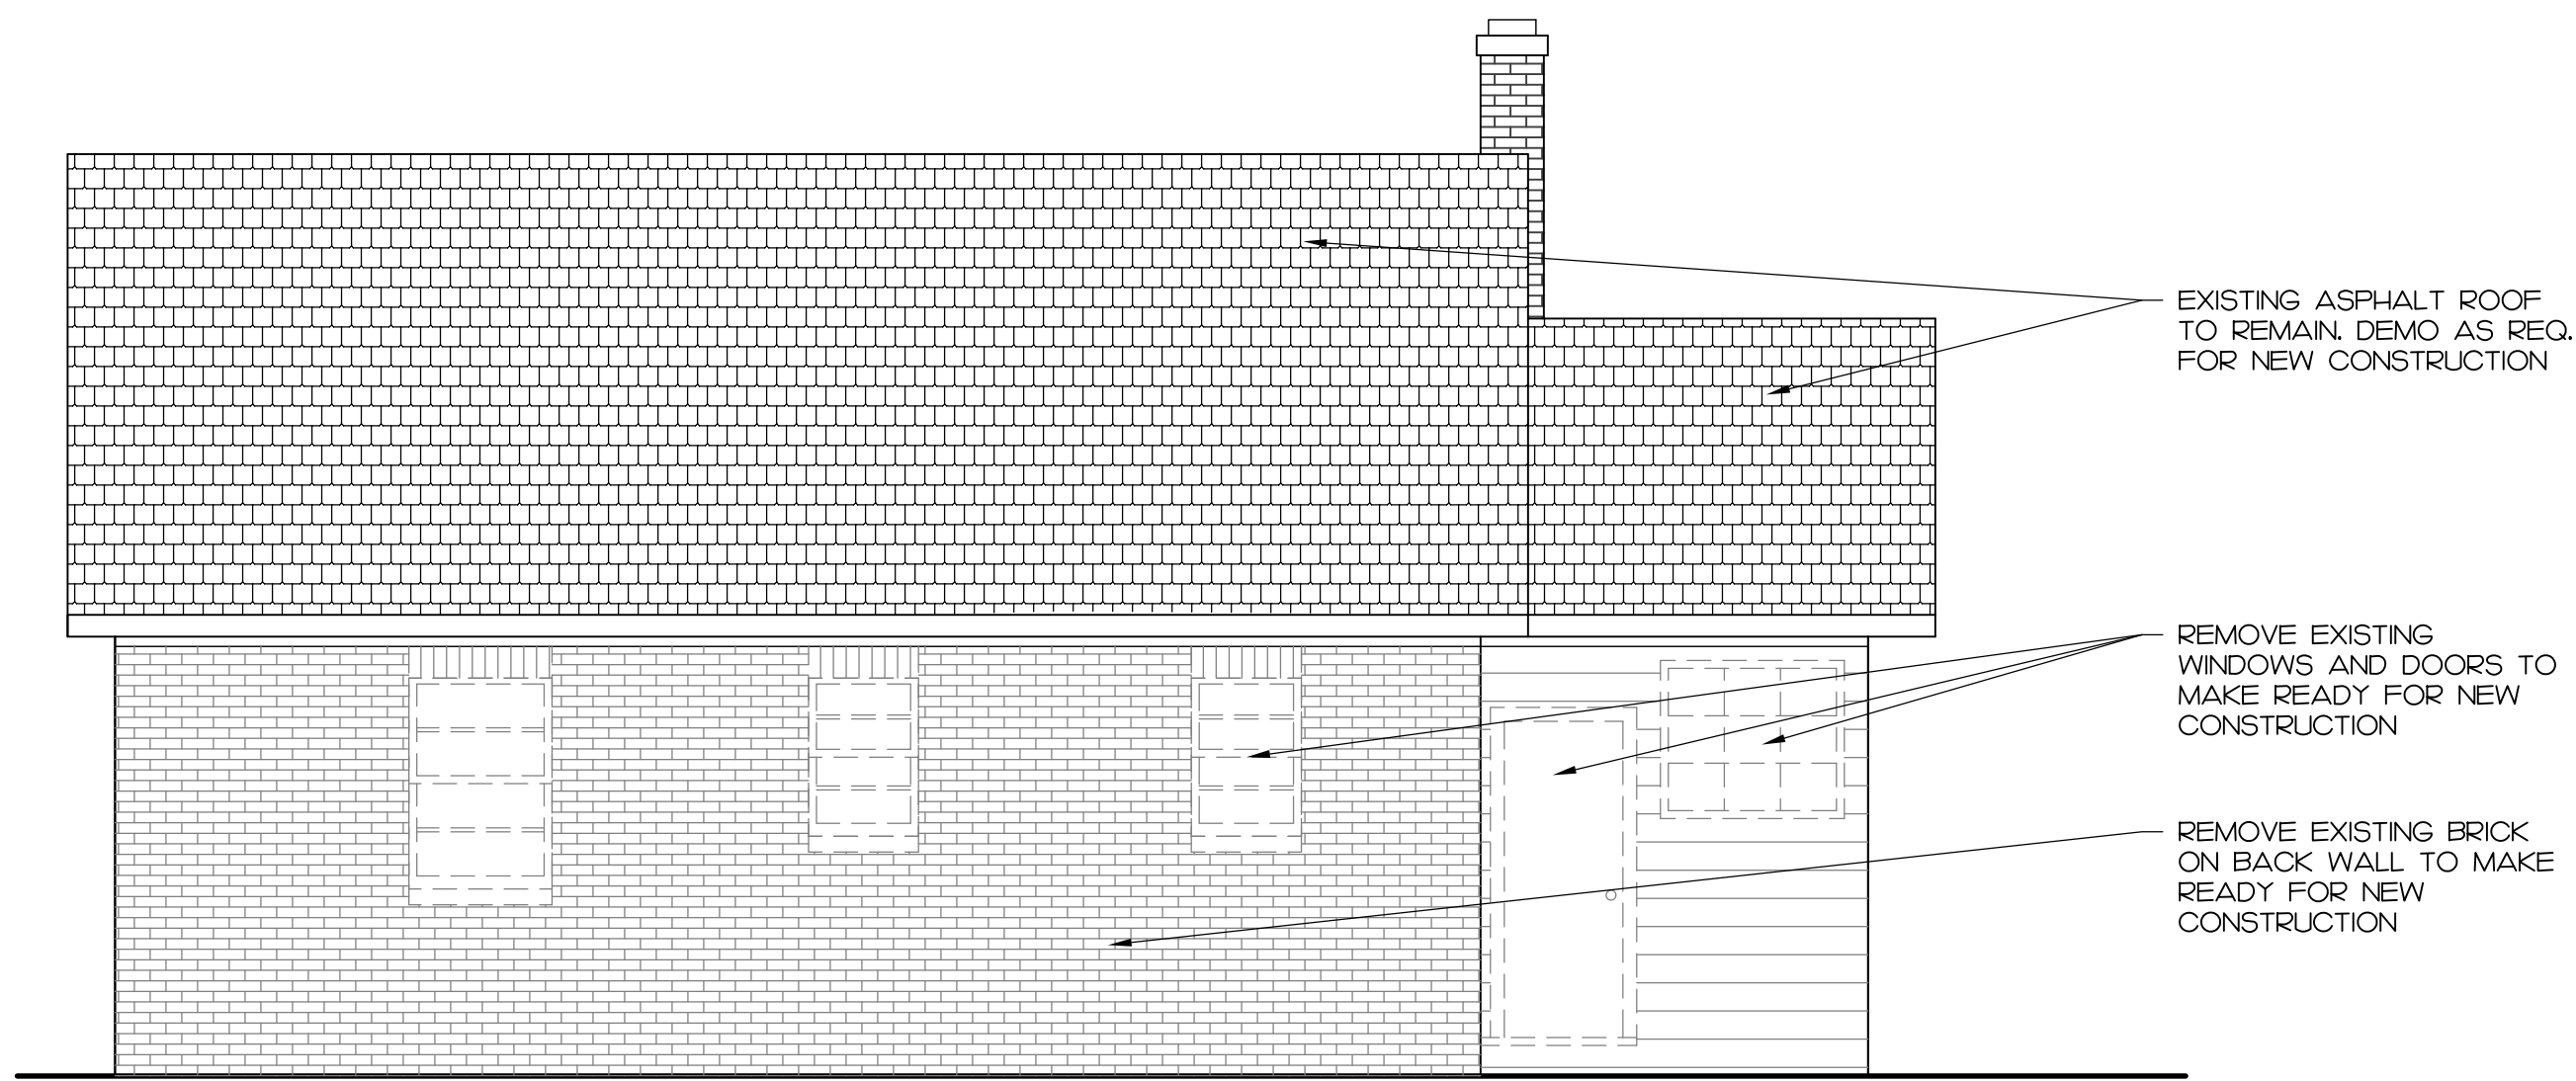 EXISTING ASPHALT ROOF
TO REMAIN. DEMO AS REQ.
FOR NEW CONSTRUCTION
REMOVE EXISTING
WINDOWS AND DOORS TO
MAKE READY FOR NEW
CONSTRUCTION
REMOVE EXISTING BRICK
ON BACK WALL TO MAKE
READY FOR NEW
CONSTRUCTION